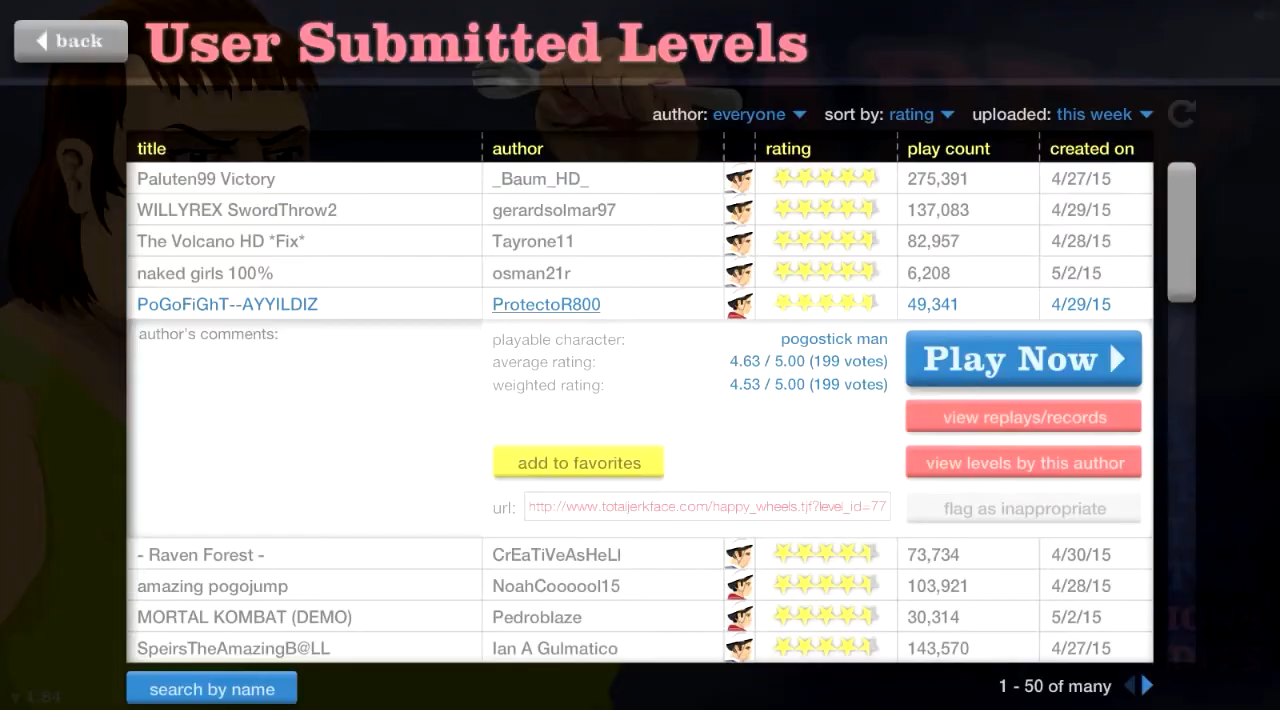 back
User Submitted Levels
author: everyone sort by: rating uploaded: this week
title author rating play count created on
Paluten99 Victory _Baum_HD_ 275,391 4/27/15
WILLYREX SwordThrow2 gerardsolmar97 137,083 4/29/15
The Volcano HD *Fix* Tayrone11 82,957 4/28/15
naked girls 100% osman21r 6,208 5/2/15
PoGoFiGhT--AYYILDIZ ProtectoR800 49,341 4/29/15
author's comments:
playable character: pogostick man
average rating: 4.63 / 5.00 (199 votes)
weighted rating: 4.53 / 5.00 (199 votes)
Play Now
view replays/records
add to favorites
view levels by this author
url: http://www.totaljerkface.com/happy_wheels.tjf?level_id=77
flag as inappropriate
- Raven Forest - CrEaTiVeAsHeLl 73,734 4/30/15
amazing pogojump NoahCoooool15 103,921 4/28/15
MORTAL KOMBAT (DEMO) Pedroblaze 30,314 5/2/15
SpeirsTheAmazingB@LL Ian A Gulmatico 143,570 4/27/15
search by name
1 - 50 of many
v 1.84